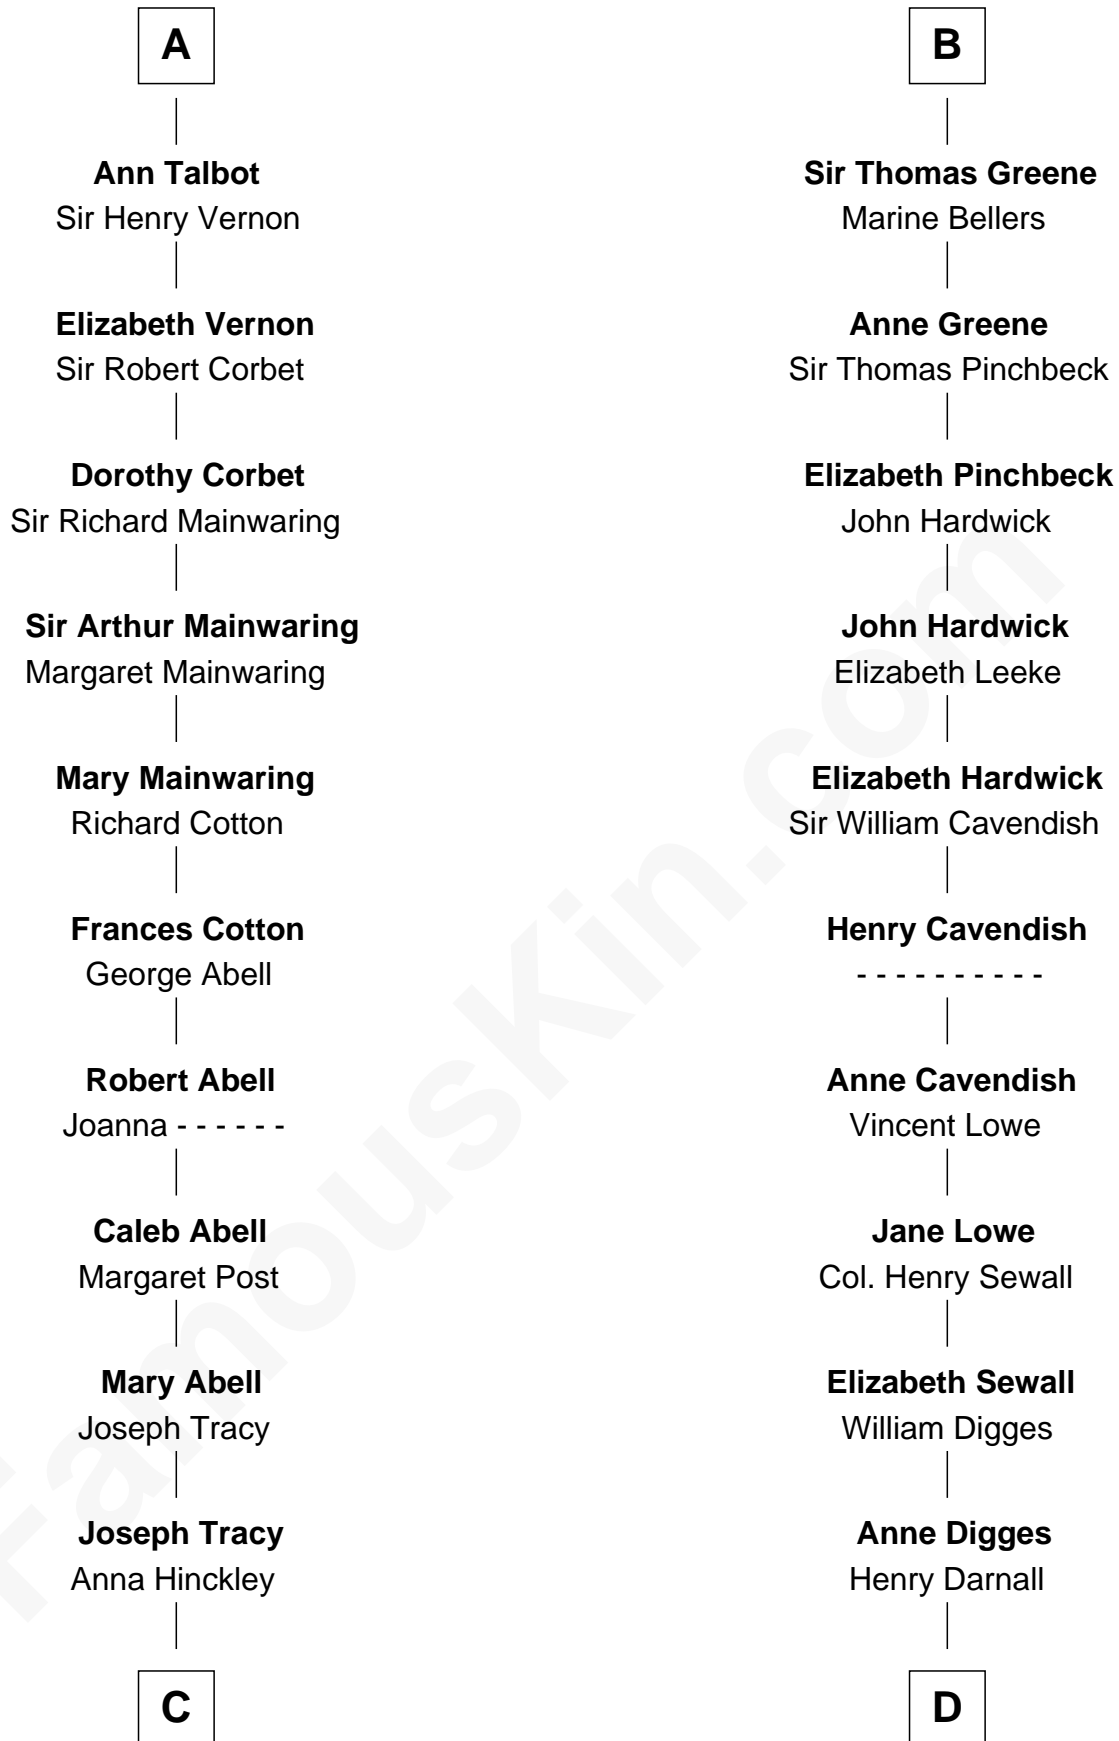 A
Ann Talbot
Sir Henry Vernon
Elizabeth Vernon
Sir Robert Corbet
Dorothy Corbet
Sir Richard Mainwaring
Sir Arthur Mainwaring
Margaret Mainwaring
Mary Mainwaring
Richard Cotton
Frances Cotton
George Abell
Robert Abell
Joanna - - - - - -
Caleb Abell
Margaret Post
Mary Abell
Joseph Tracy
Joseph Tracy
Anna Hinckley
C
B
Sir Thomas Greene
Marine Bellers
Anne Greene
Sir Thomas Pinchbeck
Elizabeth Pinchbeck
John Hardwick
John Hardwick
Elizabeth Leeke
Elizabeth Hardwick
Sir William Cavendish
Henry Cavendish
- - - - - - - - - -
Anne Cavendish
Vincent Lowe
Jane Lowe
Col. Henry Sewall
Elizabeth Sewall
William Digges
Anne Digges
Henry Darnall
D
FamousKin.com